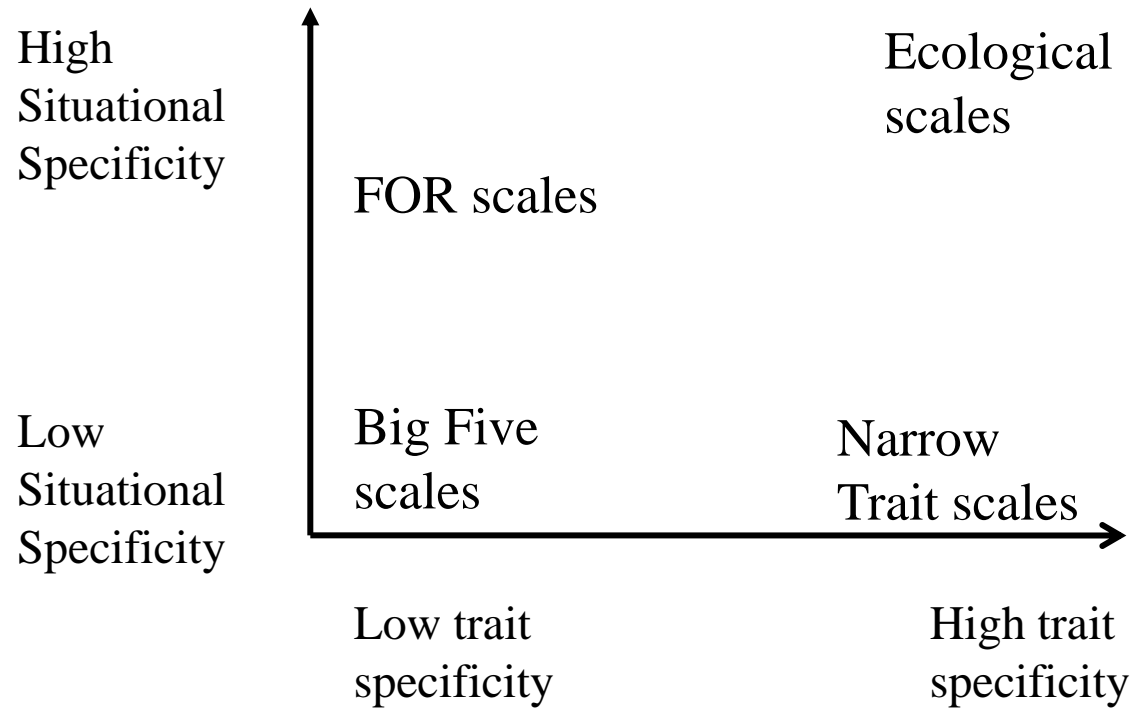 High
Situational
Specificity
Ecological
scales
FOR scales
Low
Situational
Specificity
Big Five
scales
Narrow
Trait scales
Low trait
specificity
High trait
specificity